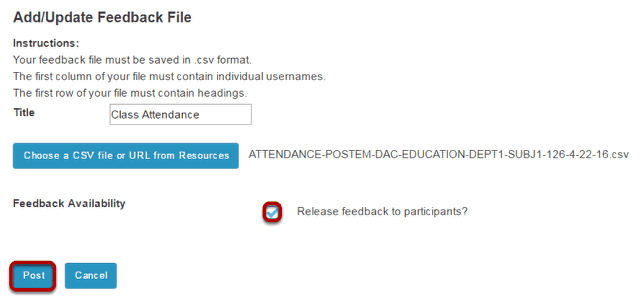 Add/Update Feedback File
Instructions:
Your feedback file must be saved in .csv format.
The first column of your file must contain individual usernames.
The first row of your file must contain headings.
Title Class Attendance
Choose a CSV file or URL from Resources ATTENDANCE-POSTEM-DAC-EDUCATION-DEPT1-SUBJ1-126-4-22-16.csv
Feedback Availability Release feedback to participants?
Post Cancel